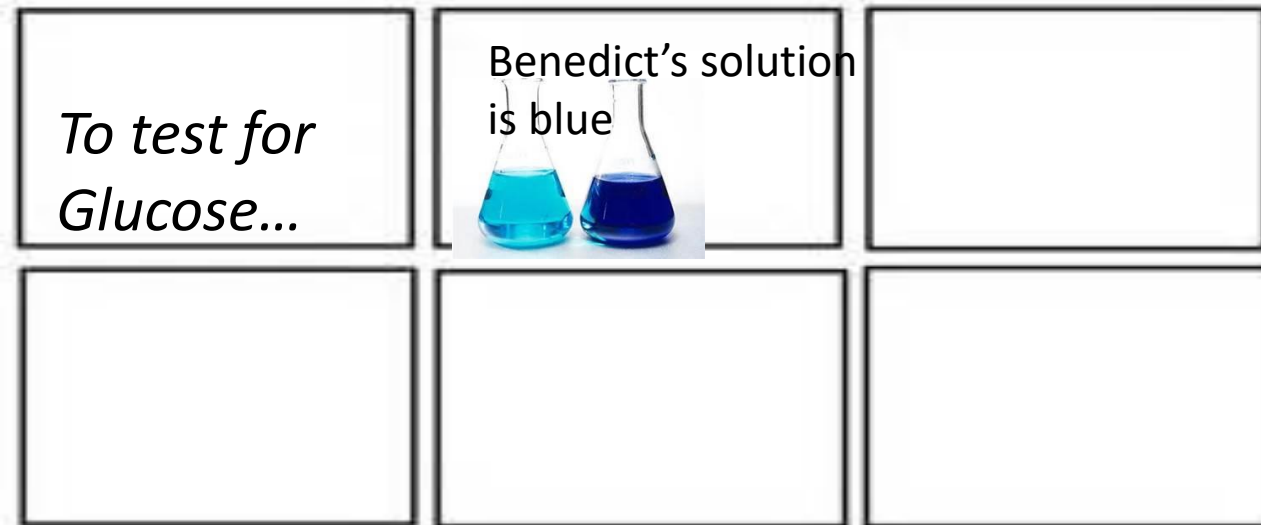 To test for
Glucose…
Benedict’s solution
is blue